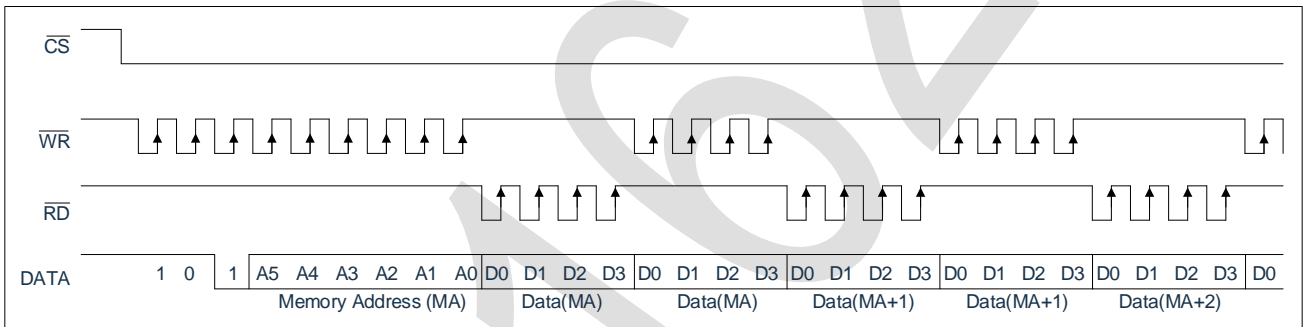 CS
WR
RD
DATA 1 0 1 A5 A4 A3 A2 A1 A0 D0 D1 D2 D3 D0 D1 D2 D3 D0 D1 D2 D3 D0 D1 D2 D3 D0 D1 D2 D3 D0
Memory Address (MA) Data(MA) Data(MA) Data(MA+1) Data(MA+1) Data(MA+2)